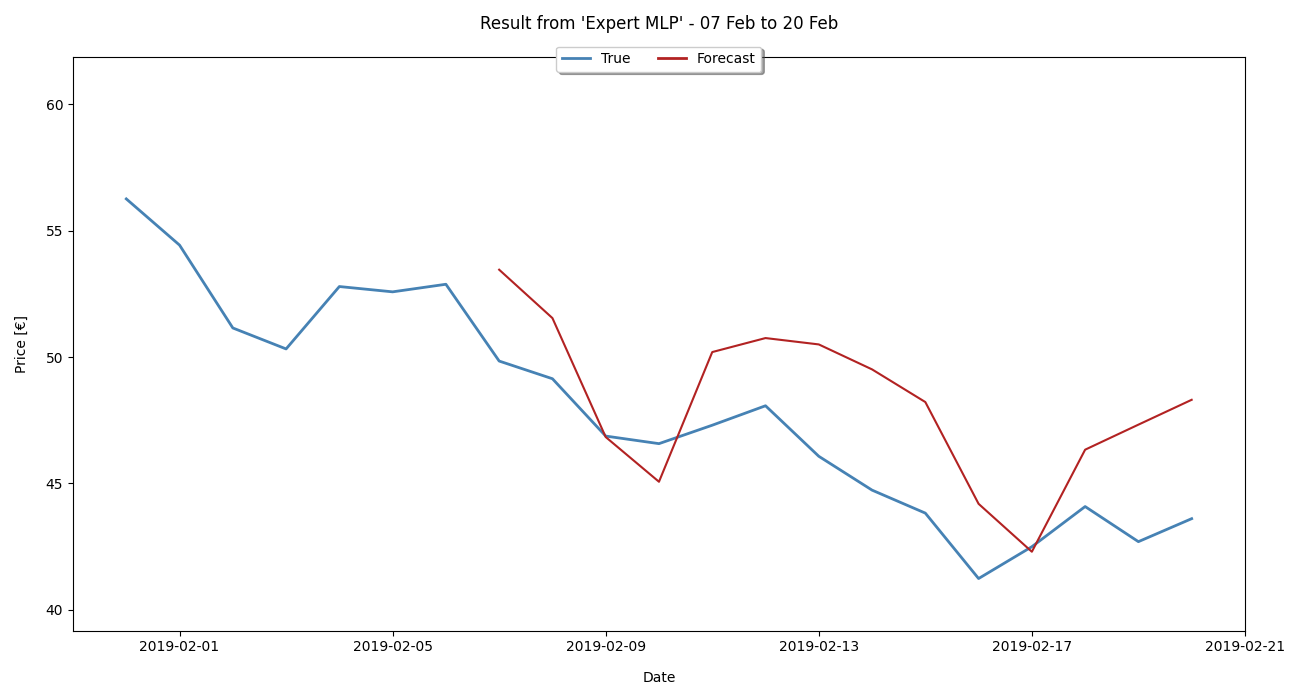 Result from 'Expert MLP' - 07 Feb to 20 Feb
True Forecast
60
55
50
45
40
Price [€]
2019-02-01 2019-02-05 2019-02-09 2019-02-13 2019-02-17 2019-02-21
Date